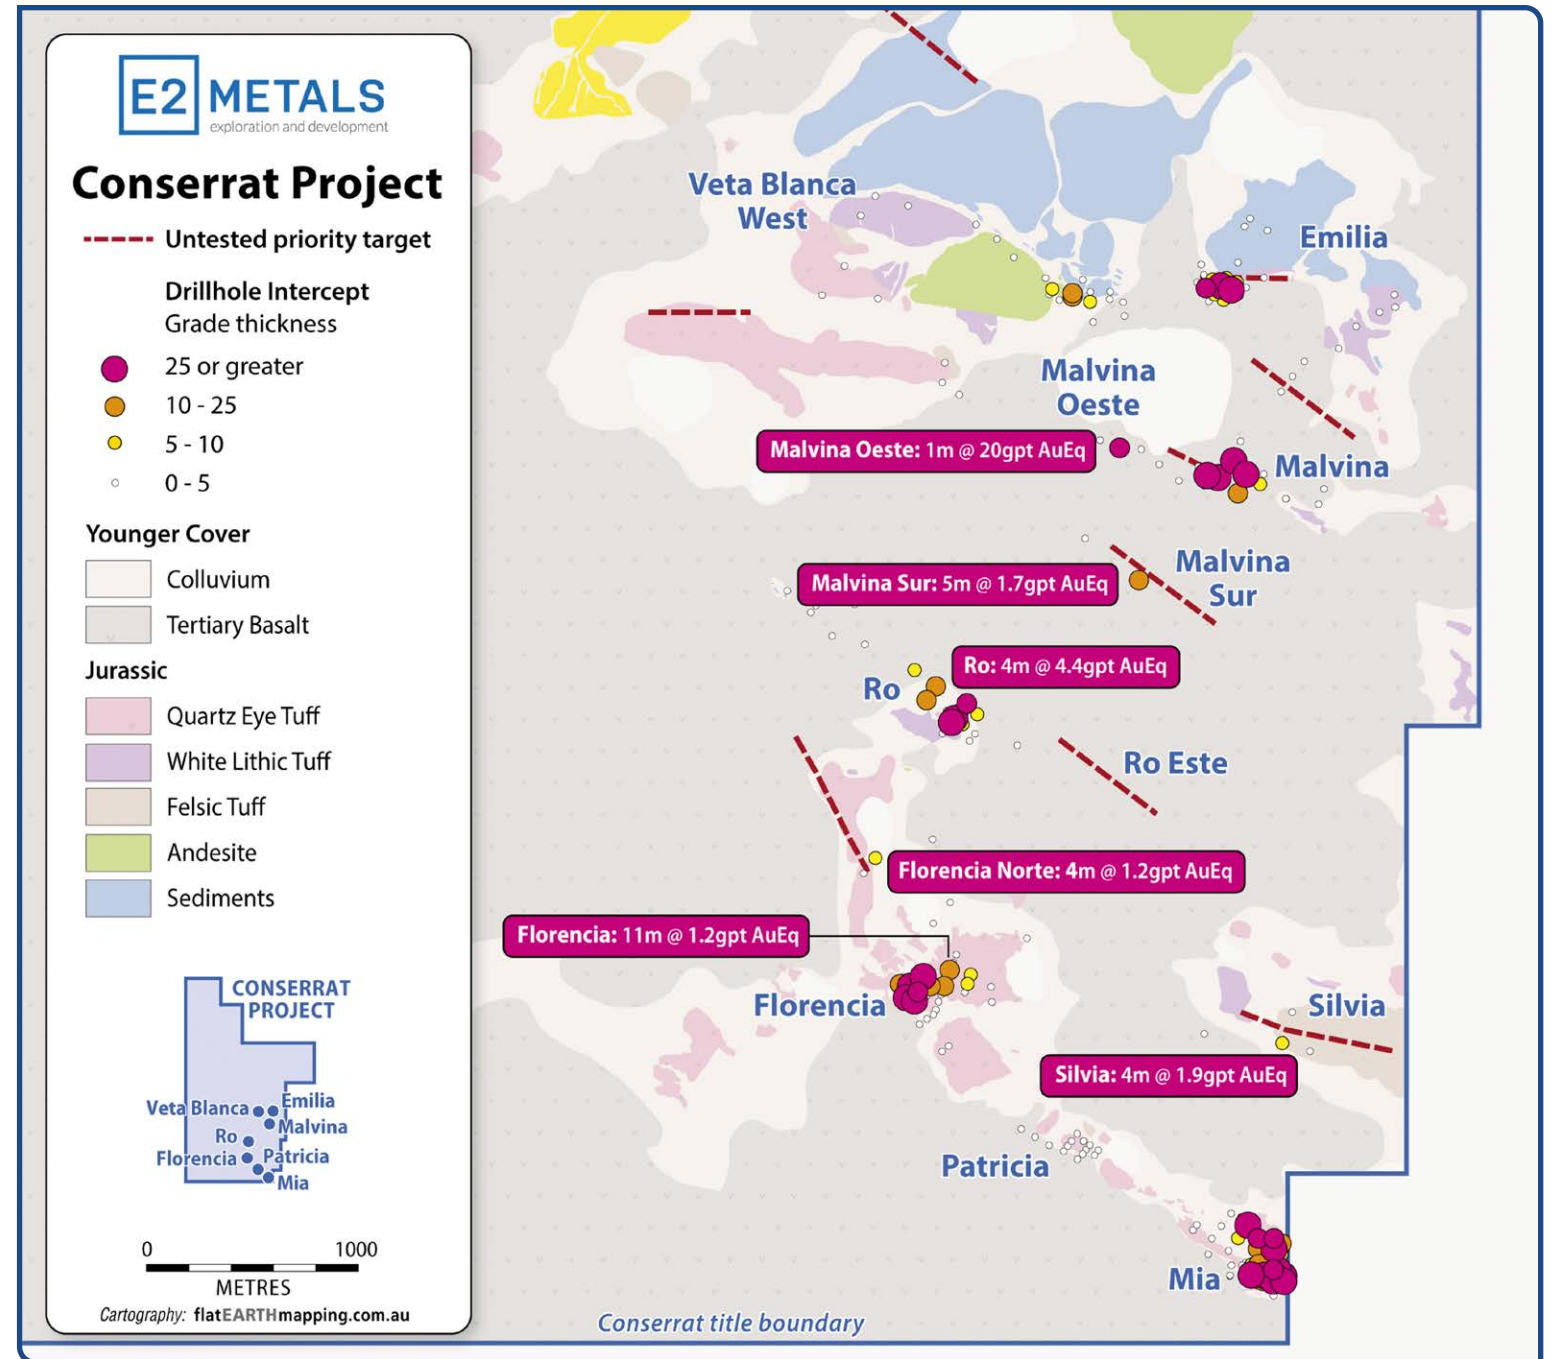 E2 METALS
exploration and development
Conserrat Project
Untested priority target
Drillhole Intercept
Grade thickness
25 or greater
10 - 25
5 - 10
0 - 5
Younger Cover
Colluvium
Tertiary Basalt
Jurassic
Quartz Eye Tuff
White Lithic Tuff
Felsic Tuff
Andesite
Sediments
CONSERRAT
PROJECT
Veta Blanca
Emilia
Malvina
Ro
Florencia
Patricia
Mia
0 1000
METRES
Cartography: flatEARTHmapping.com.au
Veta Blanca
West
Emilia
Malvina
Oeste
Malvina Oeste: 1m @ 20gpt AuEq
Malvina
Malvina
Sur
Malvina Sur: 5m @ 1.7gpt AuEq
Ro: 4m @ 4.4gpt AuEq
Ro
Ro Este
Florencia Norte: 4m @ 1.2gpt AuEq
Florencia: 11m @ 1.2gpt AuEq
Florencia
Silvia
Silvia: 4m @ 1.9gpt AuEq
Patricia
Mia
Conserrat title boundary